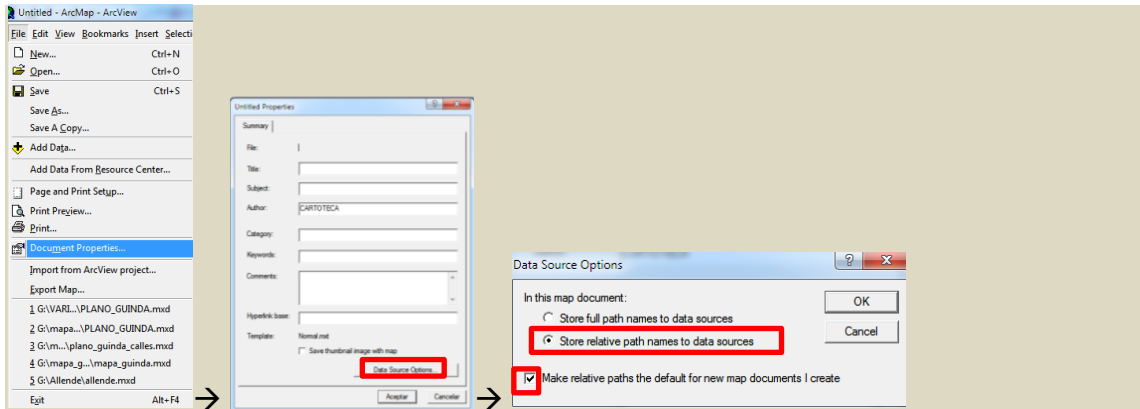 Untitled - ArcMap - ArcView
File Edit View Bookmarks Insert Selecti
New... Ctrl+N
Open... Ctrl+O
Save Ctrl+S
Save As...
Save A Copy...
Add Data...
Add Data From Resource Center...
Page and Print Setup...
Print Preview...
Print...
Document Properties...
Import from ArcView project...
Export Map...
1 G:\VARI...\PLANO_GUINDA.mxd
2 G:\mapa...\PLANO_GUINDA.mxd
3 G:\m...\plano_guinda_calles.mxd
4 G:\mapa_g...\mapa_guinda.mxd
5 G:\Allende\allende.mxd
Exit Alt+F4
→
Untitled Properties
Summary
File:
Title:
Subject:
Author: CARTOTECA
Category:
Keywords:
Comments:
Hyperlink base:
Template: Normal.mxt
Save thumbnail image with map
Data Source Options...
Aceptar Cancelar
→
Data Source Options
In this map document:
Store full path names to data sources
Store relative path names to data sources
Make relative paths the default for new map documents I create
OK
Cancel